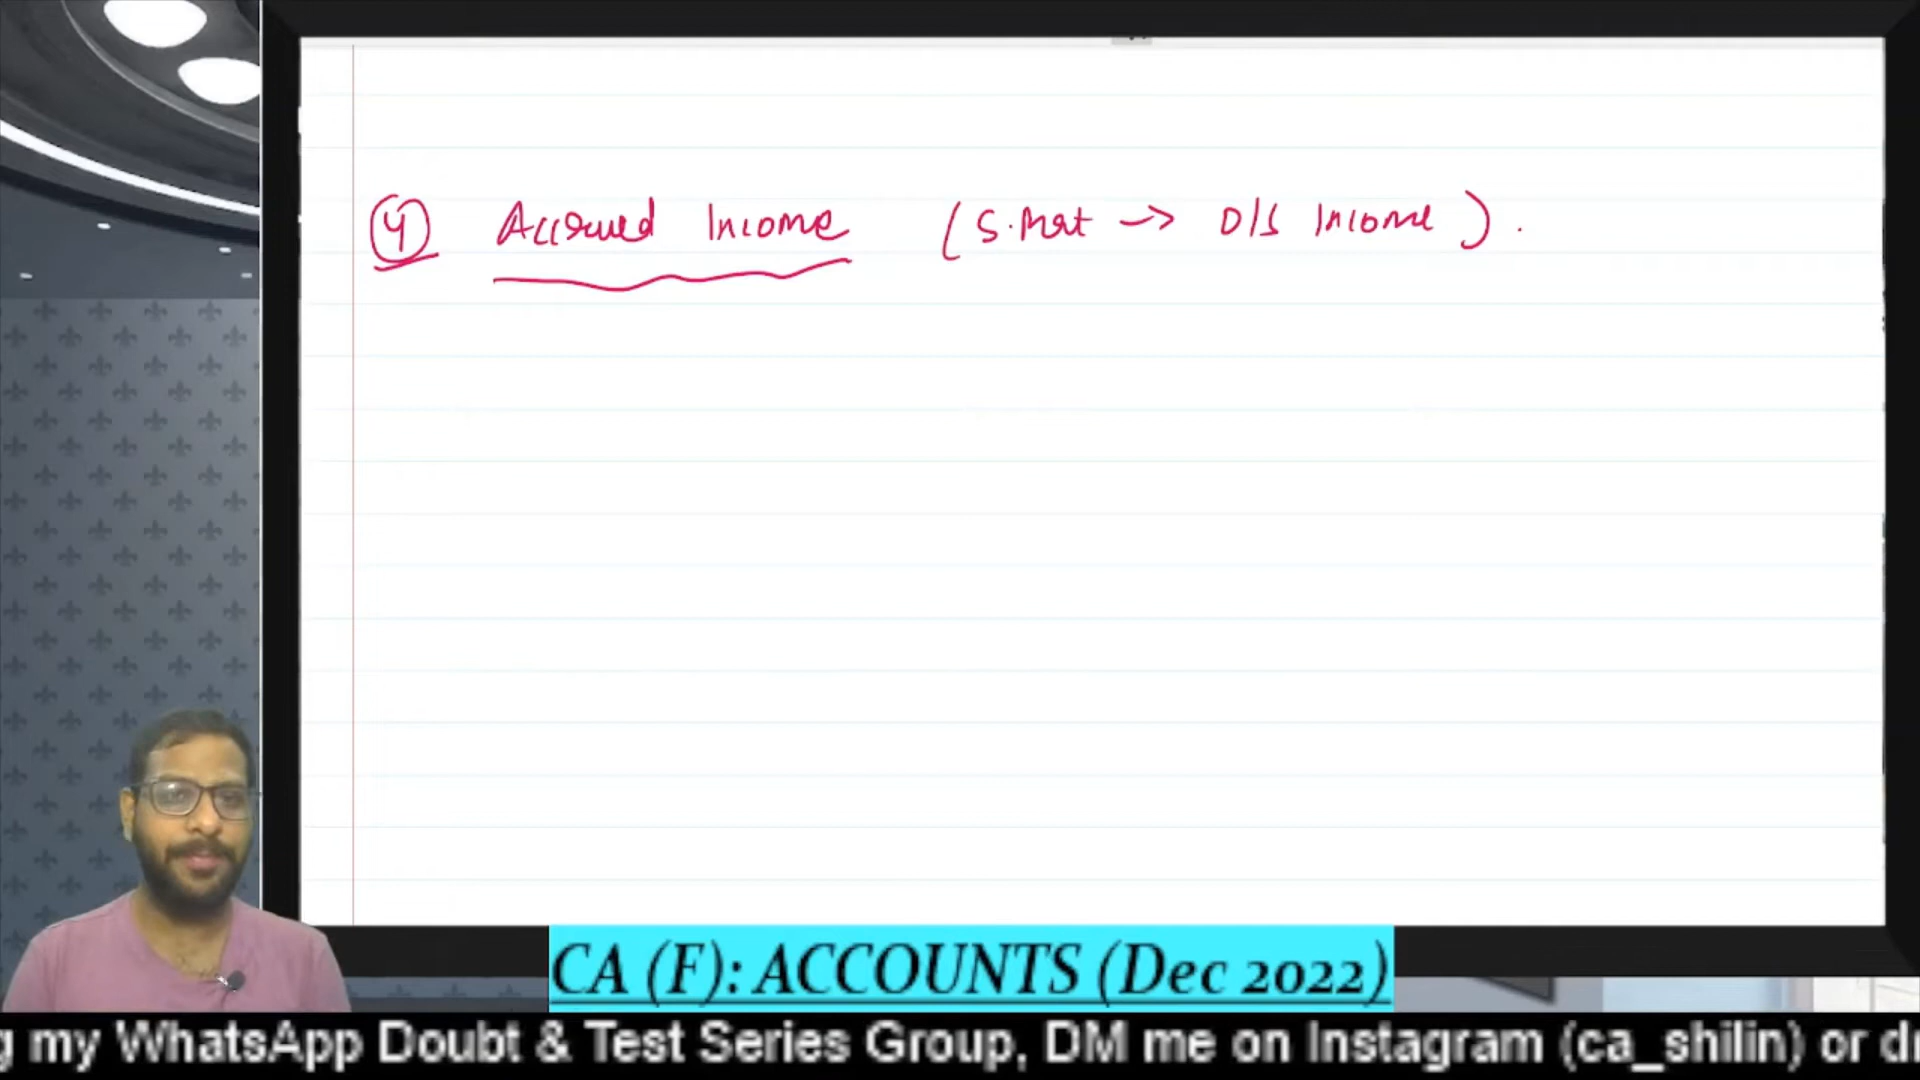 4 Accrued Income (S.Mat -> O/S Income).
CA (F): ACCOUNTS (Dec 2022)
g my WhatsApp Doubt & Test Series Group, DM me on Instagram (ca_shilin) or